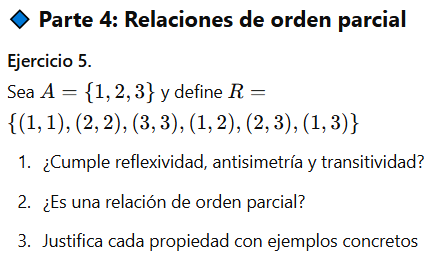 Parte 4: Relaciones de orden parcial
Ejercicio 5.
Sea A = {1, 2, 3} y define R =
{(1, 1), (2, 2), (3, 3), (1, 2), (2, 3), (1, 3)}
1. ¿Cumple reflexividad, antisimetría y transitividad?
2. ¿Es una relación de orden parcial?
3. Justifica cada propiedad con ejemplos concretos